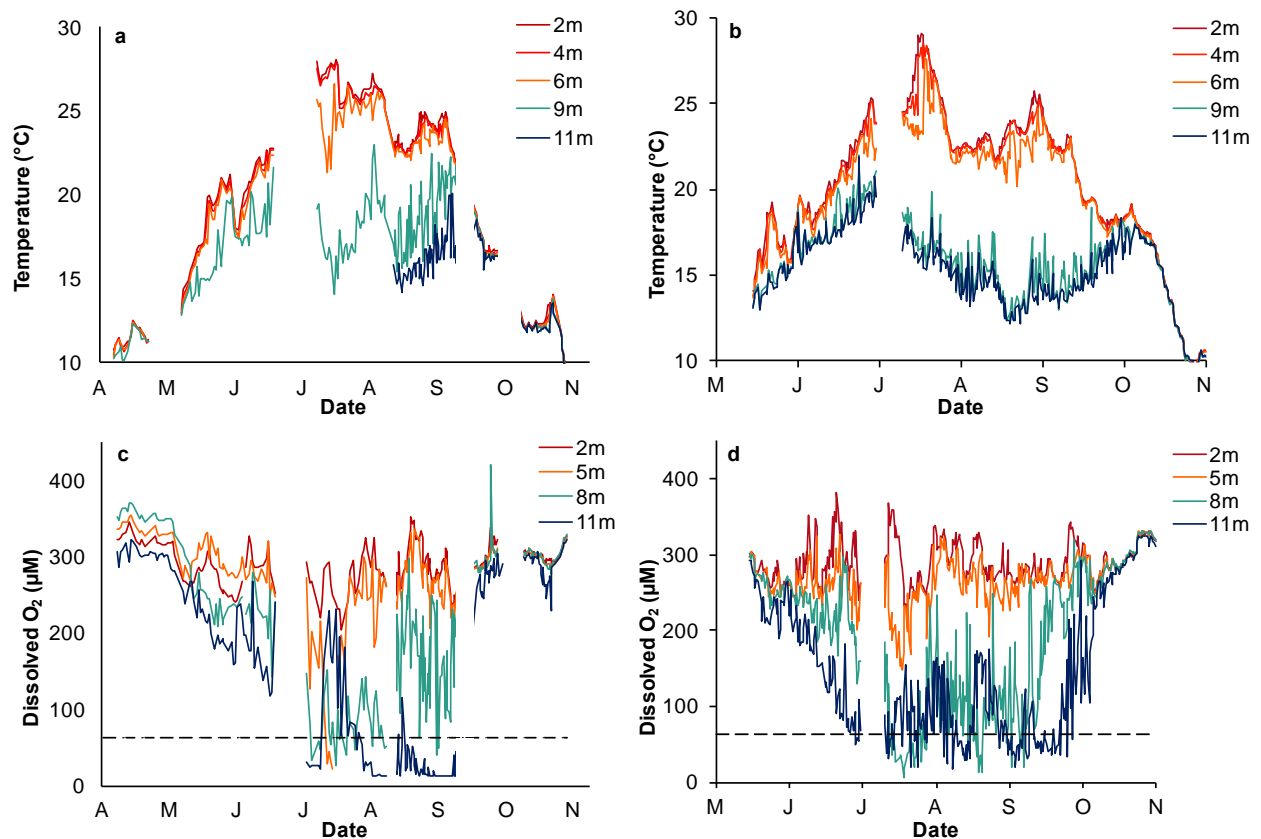 a
30
25
20
15
10
Temperature (°C)
A M J J A S O N
Date
2m
4m
6m
9m
11m
b
30
25
20
15
10
Temperature (°C)
M J J A S O N
Date
2m
4m
6m
9m
11m
c
400
300
200
100
0
Dissolved O₂ (µM)
A M J J A S O N
Date
2m
5m
8m
11m
d
400
300
200
100
0
Dissolved O₂ (µM)
M J J A S O N
Date
2m
5m
8m
11m